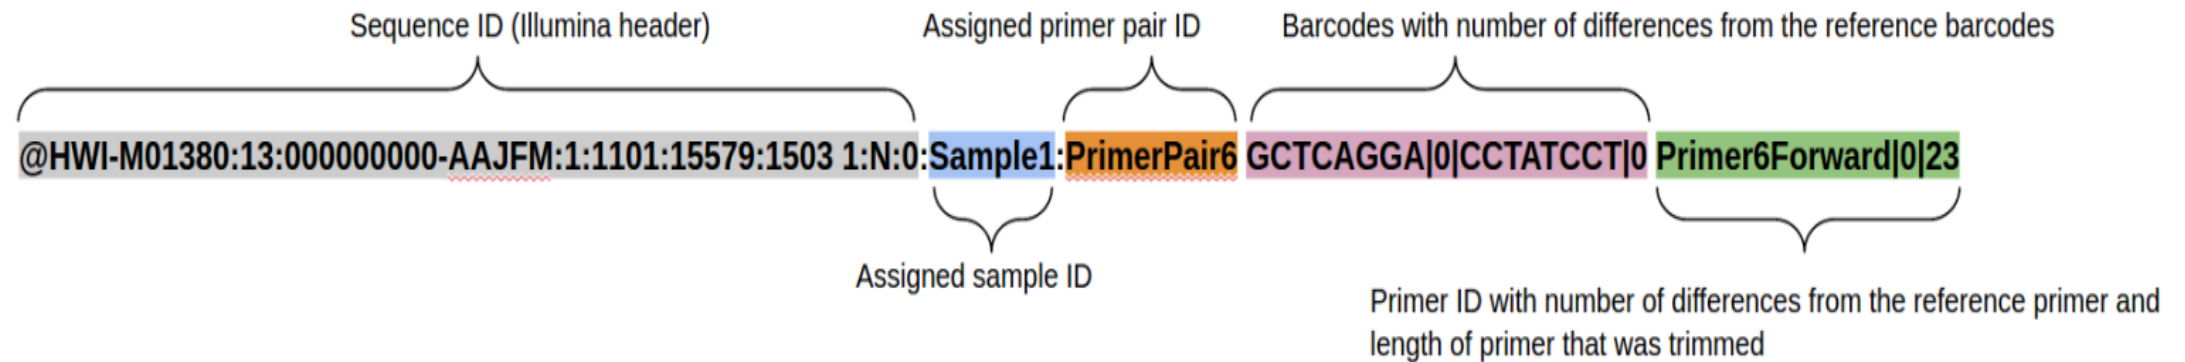 Sequence ID (Illumina header)
Assigned primer pair ID
Barcodes with number of differences from the reference barcodes
@HWI-M01380:13:000000000-AAJFM:1:1101:15579:1503 1:N:0:Sample1:PrimerPair6 GCTCAGGA|0|CCTATCCT|0 Primer6Forward|0|23
Assigned sample ID
Primer ID with number of differences from the reference primer and
length of primer that was trimmed